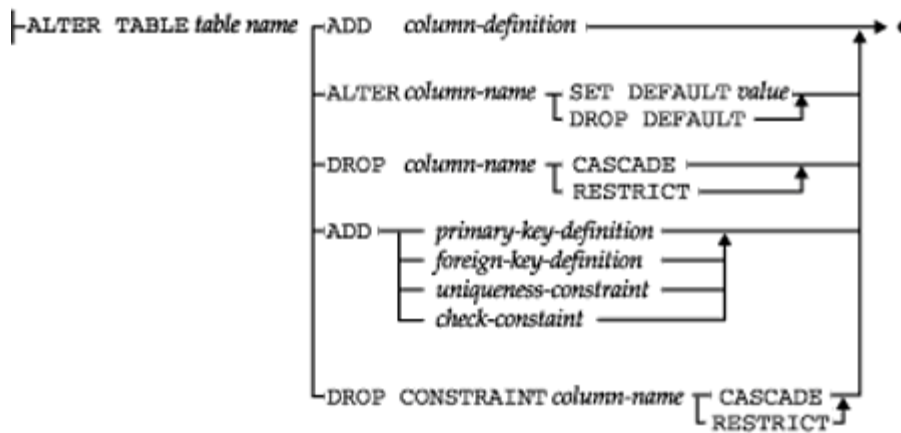 ALTER TABLE table name ADD column-definition
ALTER column-name SET DEFAULT value
DROP DEFAULT
DROP column-name CASCADE
RESTRICT
ADD primary-key-definition
foreign-key-definition
uniqueness-constraint
check-constaint
DROP CONSTRAINT column-name CASCADE
RESTRICT